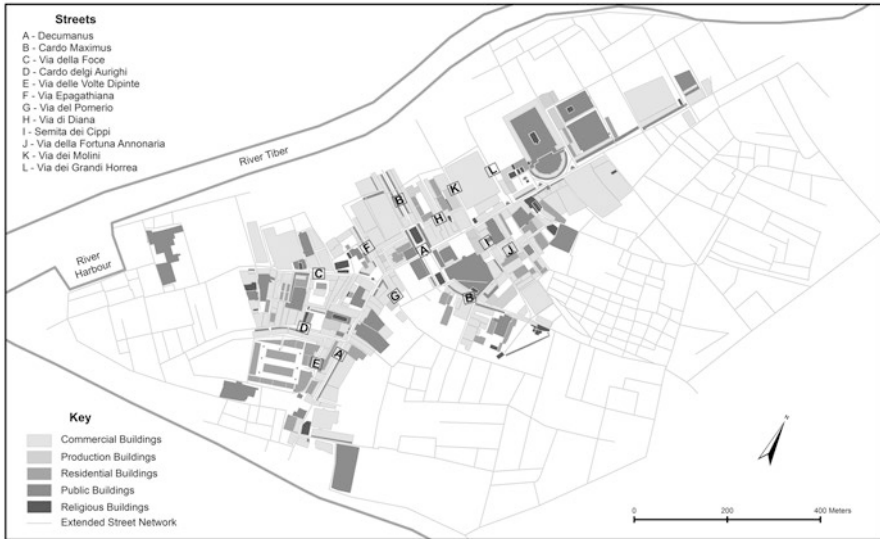 Streets
A - Decumanus
B - Cardo Maximus
C - Via della Foce
D - Cardo delgi Aurighi
E - Via delle Volte Dipinte
F - Via Epagathiana
G - Via del Pomerio
H - Via di Diana
I - Semita dei Cippi
J - Via della Fortuna Annonaria
K - Via dei Molini
L - Via dei Grandi Horrea
River Tiber
River
Harbour
L
K
B
H
I
A
J
F
C
G
B
D
A
E
Key
Commercial Buildings
Production Buildings
Residential Buildings
Public Buildings
Religious Buildings
Extended Street Network
N
0 200 400 Meters